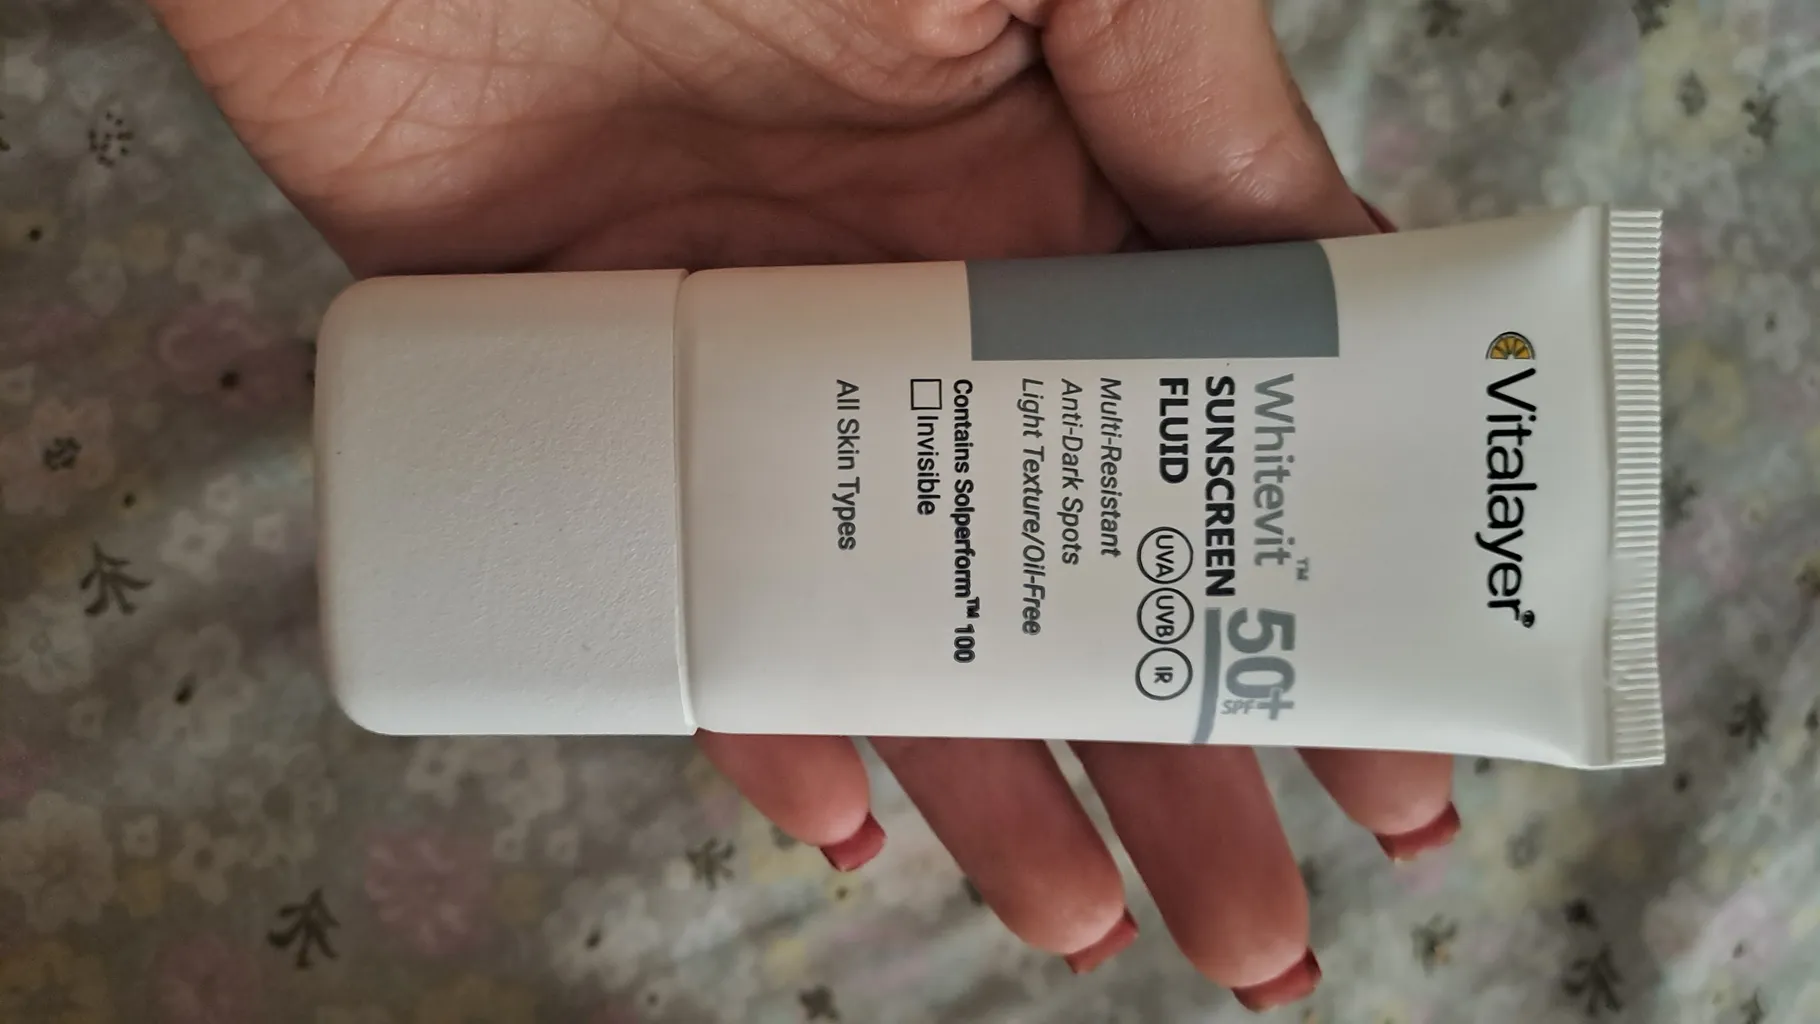 Vitalayer®
Whitevit™ 50+
SPF
SUNSCREEN
FLUID UVA UVB IR
Multi-Resistant
Anti-Dark Spots
Light Texture/Oil-Free
Contains Solperform™ 100
Invisible
All Skin Types